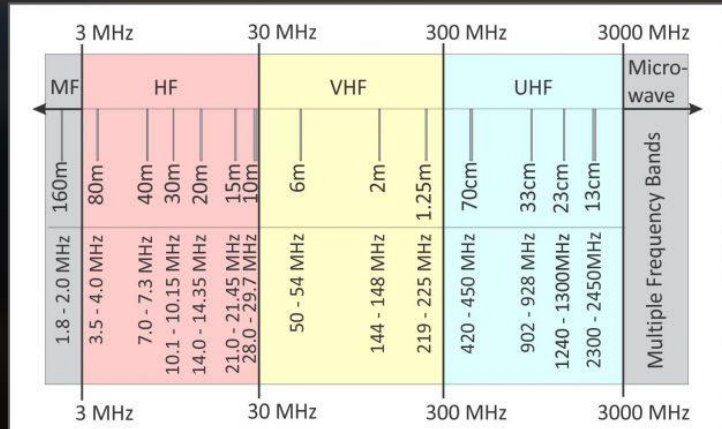 3 MHz
30 MHz
300 MHz
3000 MHz
MF
HF
VHF
UHF
Micro-
wave
160m
80m
40m
30m
20m
15m
10m
6m
2m
1.25m
70cm
33cm
23cm
13cm
1.8 - 2.0 MHz
3.5 - 4.0 MHz
7.0 - 7.3 MHz
10.1 - 10.15 MHz
14.0 - 14.35 MHz
21.0 - 21.45 MHz
28.0 - 29.7 MHz
50 - 54 MHz
144 - 148 MHz
219 - 225 MHz
420 - 450 MHz
902 - 928 MHz
1240 - 1300MHz
2300 - 2450MHz
Multiple Frequency Bands
3 MHz
30 MHz
300 MHz
3000 MHz